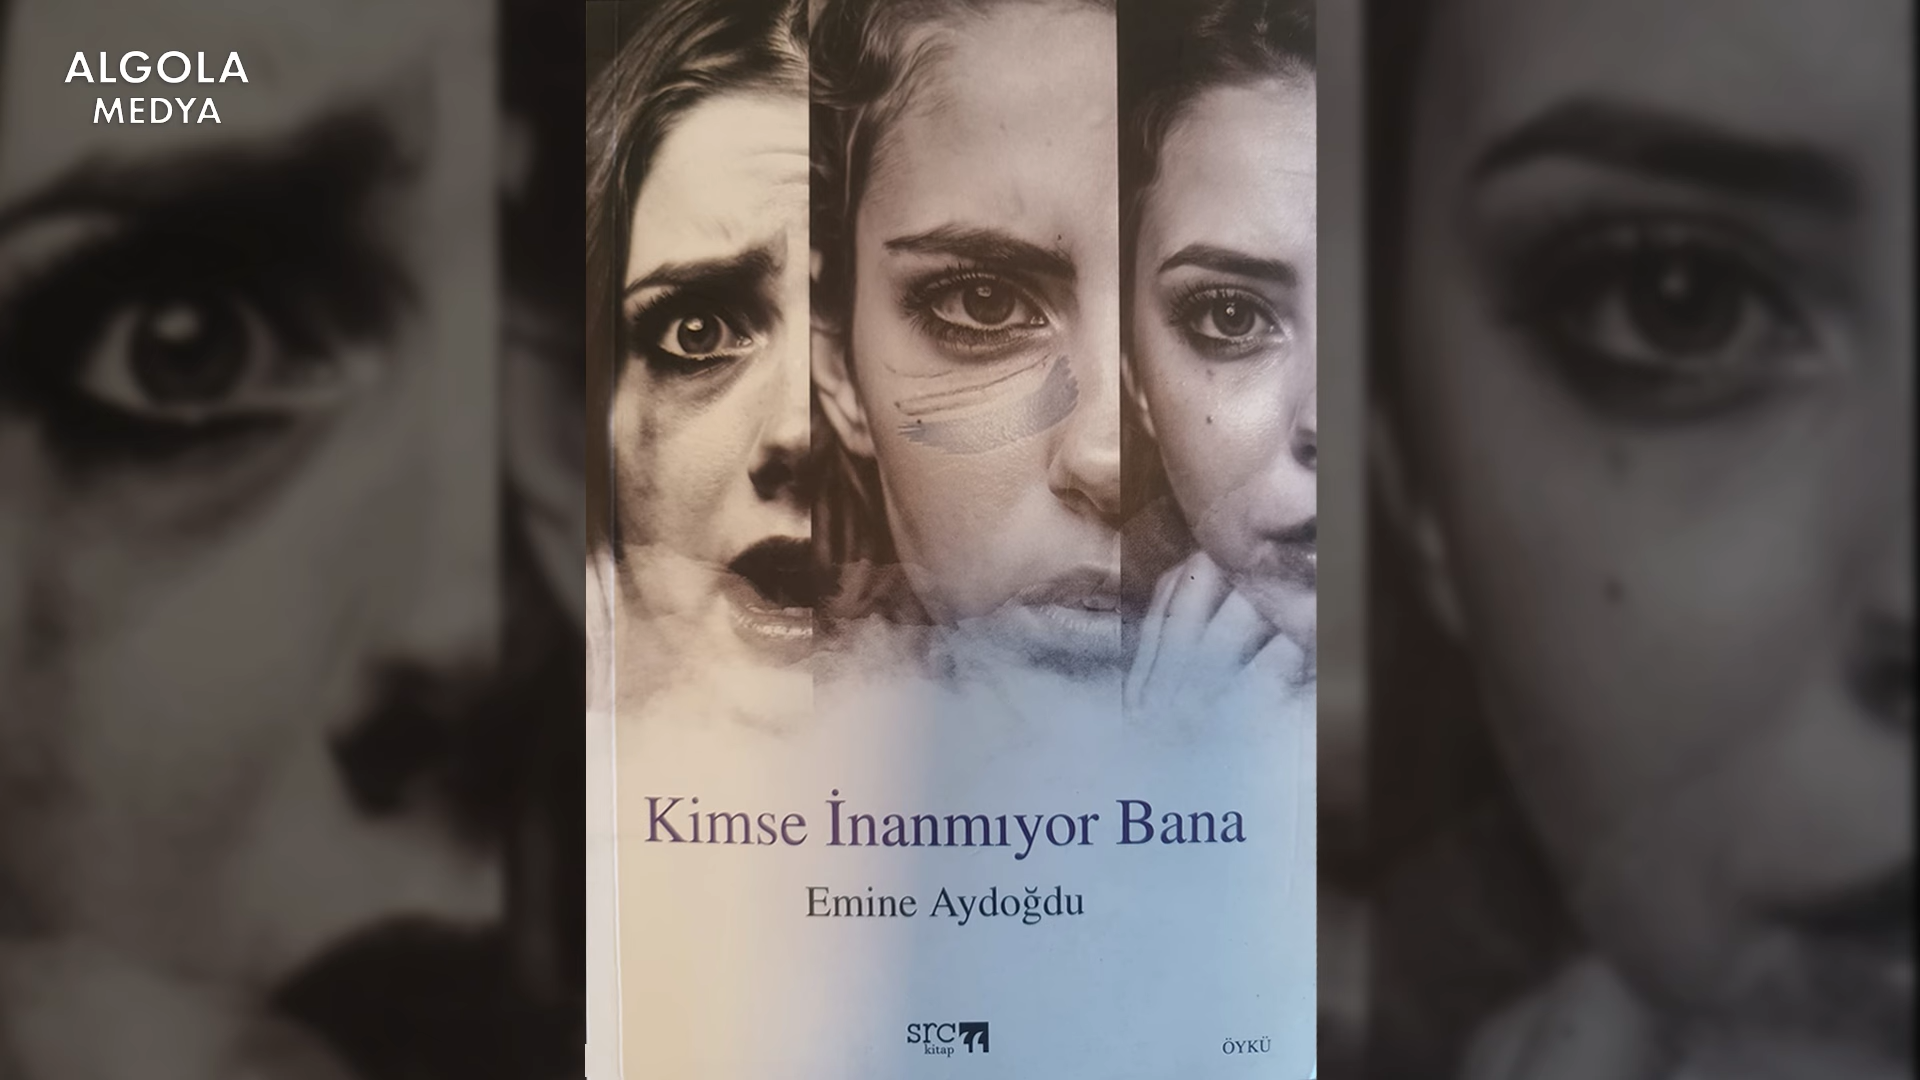 ALGOLA
MEDYA
Kimse İnanmıyor Bana
Emine Aydoğdu
src
kitap
ÖYKÜ